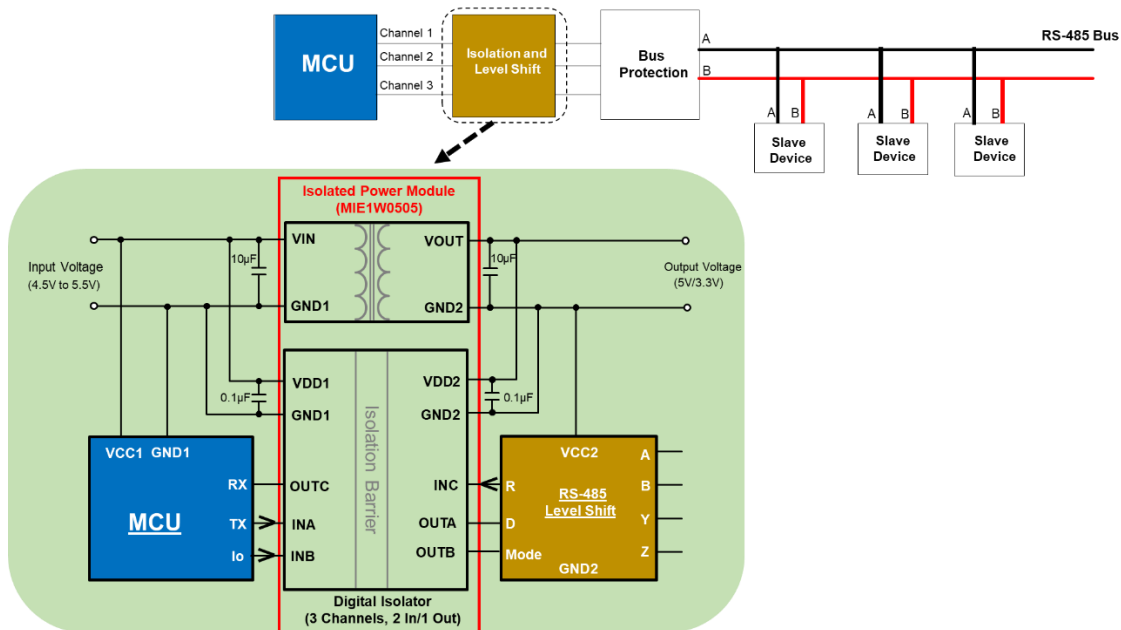 MCU
Channel 1
Channel 2
Channel 3
Isolation and
Level Shift
Bus
Protection
A
B
RS-485 Bus
A B
A B
A B
Slave
Device
Slave
Device
Slave
Device
Isolated Power Module
(MIE1W0505)
VIN
VOUT
10µF
10µF
GND1
GND2
Input Voltage
(4.5V to 5.5V)
Output Voltage
(5V/3.3V)
VDD1
VDD2
0.1µF
0.1µF
GND1
GND2
Isolation Barrier
VCC1 GND1
RX
MCU
TX
Io
OUTC
INA
INB
INC
OUTA
OUTB
VCC2
R
D
Mode
RS-485
Level Shift
A
B
Y
Z
GND2
Digital Isolator
(3 Channels, 2 In/1 Out)